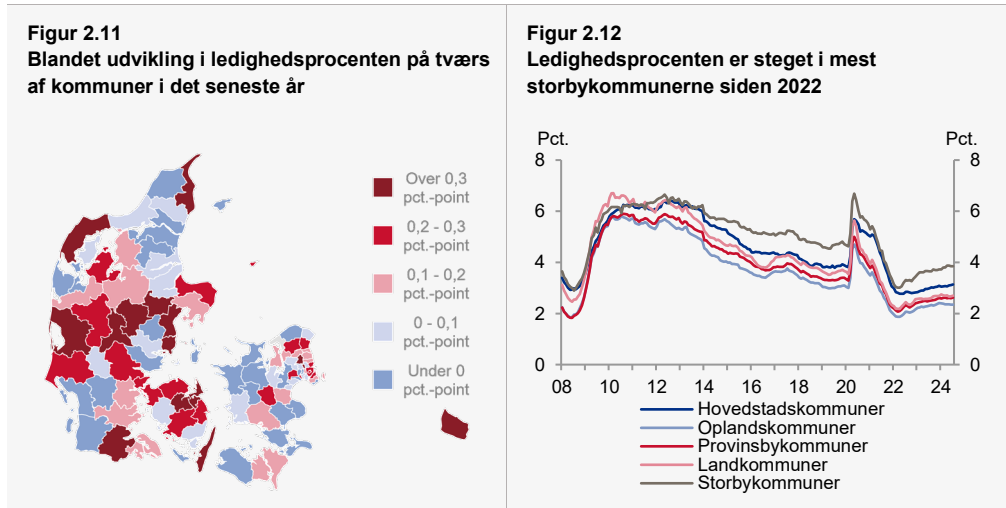 Figur 2.11
Blandet udvikling i ledighedsprocenten på tværs
af kommuner i det seneste år
Over 0,3
pct.-point
0,2 - 0,3
pct.-point
0,1 - 0,2
pct.-point
0 - 0,1
pct.-point
Under 0
pct.-point
Figur 2.12
Ledighedsprocenten er steget i mest
storbykommunerne siden 2022
Pct. Pct.
8 8
6 6
4 4
2 2
0 0
08 10 12 14 16 18 20 22 24
Hovedstadskommuner
Oplandskommuner
Provinsbykommuner
Landkommuner
Storbykommuner